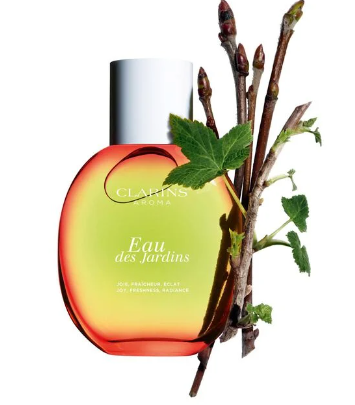 CLARINS
AROMA
Eau
des Jardins
JOIE, FRAÎCHEUR, ÉCLAT
JOY, FRESHNESS, RADIANCE